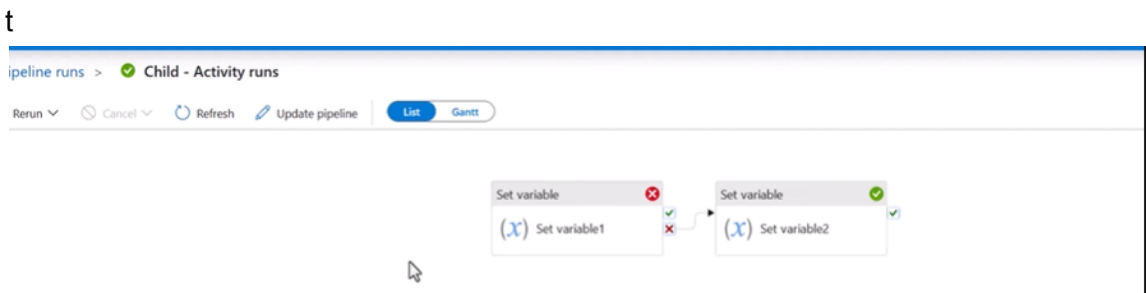 t
ipeline runs > Child - Activity runs
Rerun Cancel Refresh Update pipeline List Gantt
Set variable Set variable
(x) Set variable1 (x) Set variable2